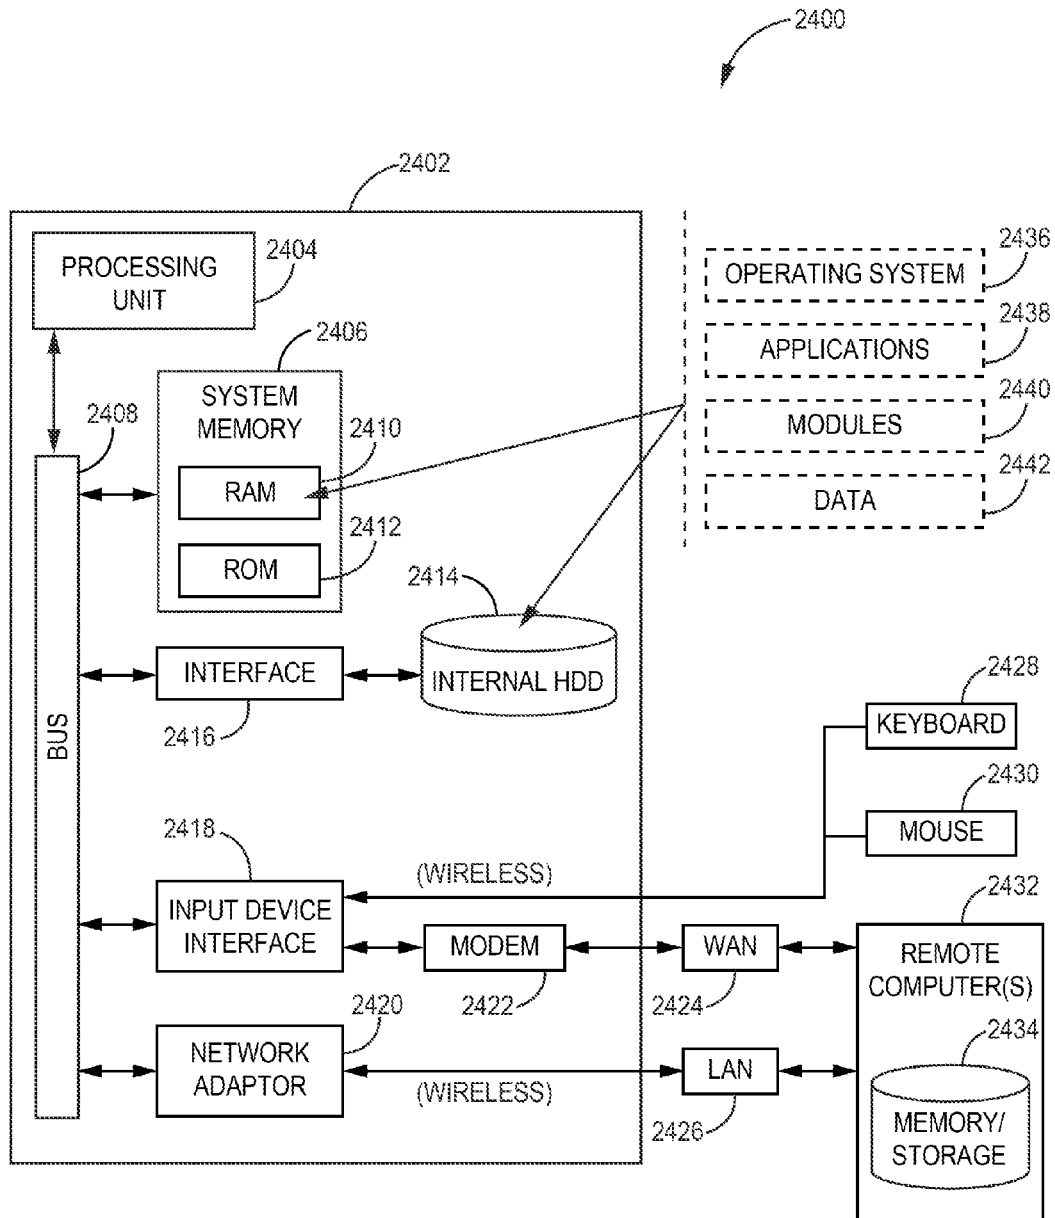 2400
2402
PROCESSING
UNIT
2404
2436
OPERATING SYSTEM
2406
SYSTEM
MEMORY
2438
APPLICATIONS
2408
2410
RAM
2440
MODULES
2412
ROM
2442
DATA
2414
INTERNAL HDD
INTERFACE
2416
BUS
2428
KEYBOARD
2430
MOUSE
2418
INPUT DEVICE
INTERFACE
(WIRELESS)
MODEM
2422
WAN
2424
2432
REMOTE
COMPUTER(S)
2420
NETWORK
ADAPTOR
(WIRELESS)
LAN
2426
2434
MEMORY/
STORAGE